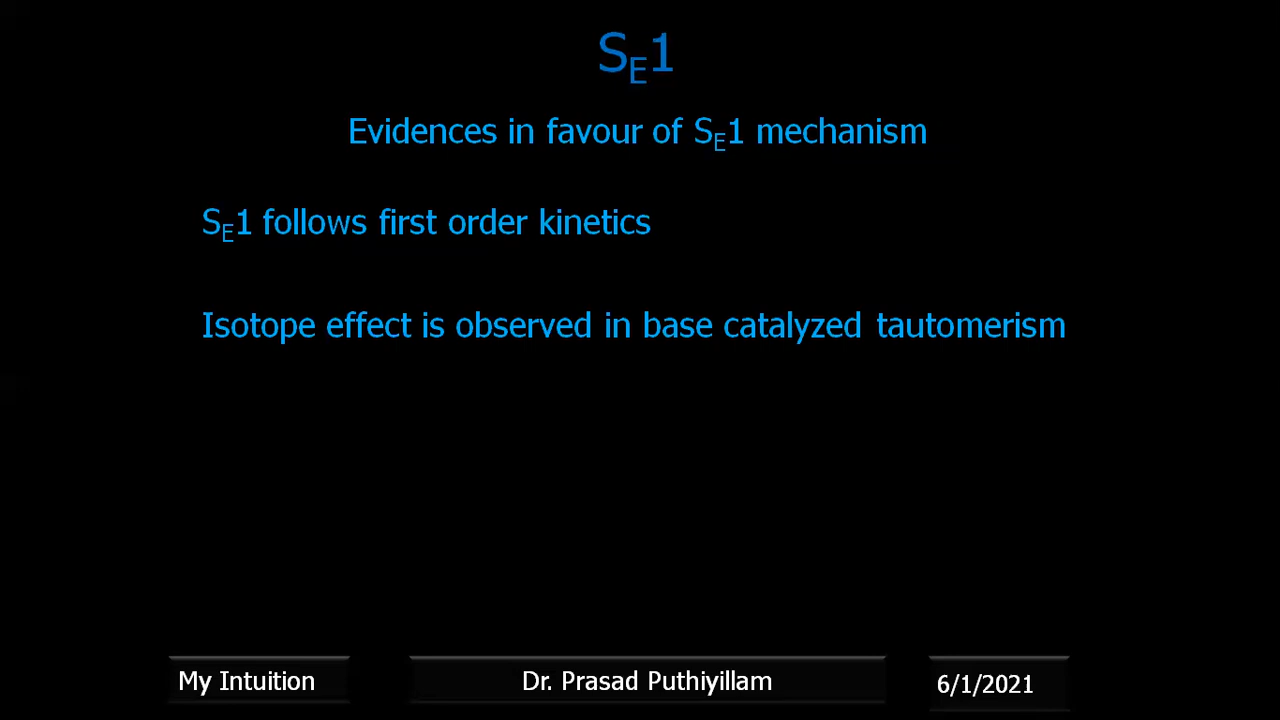 SE1
Evidences in favour of SE1 mechanism
SE1 follows first order kinetics
Isotope effect is observed in base catalyzed tautomerism
My Intuition
Dr. Prasad Puthiyillam
6/1/2021